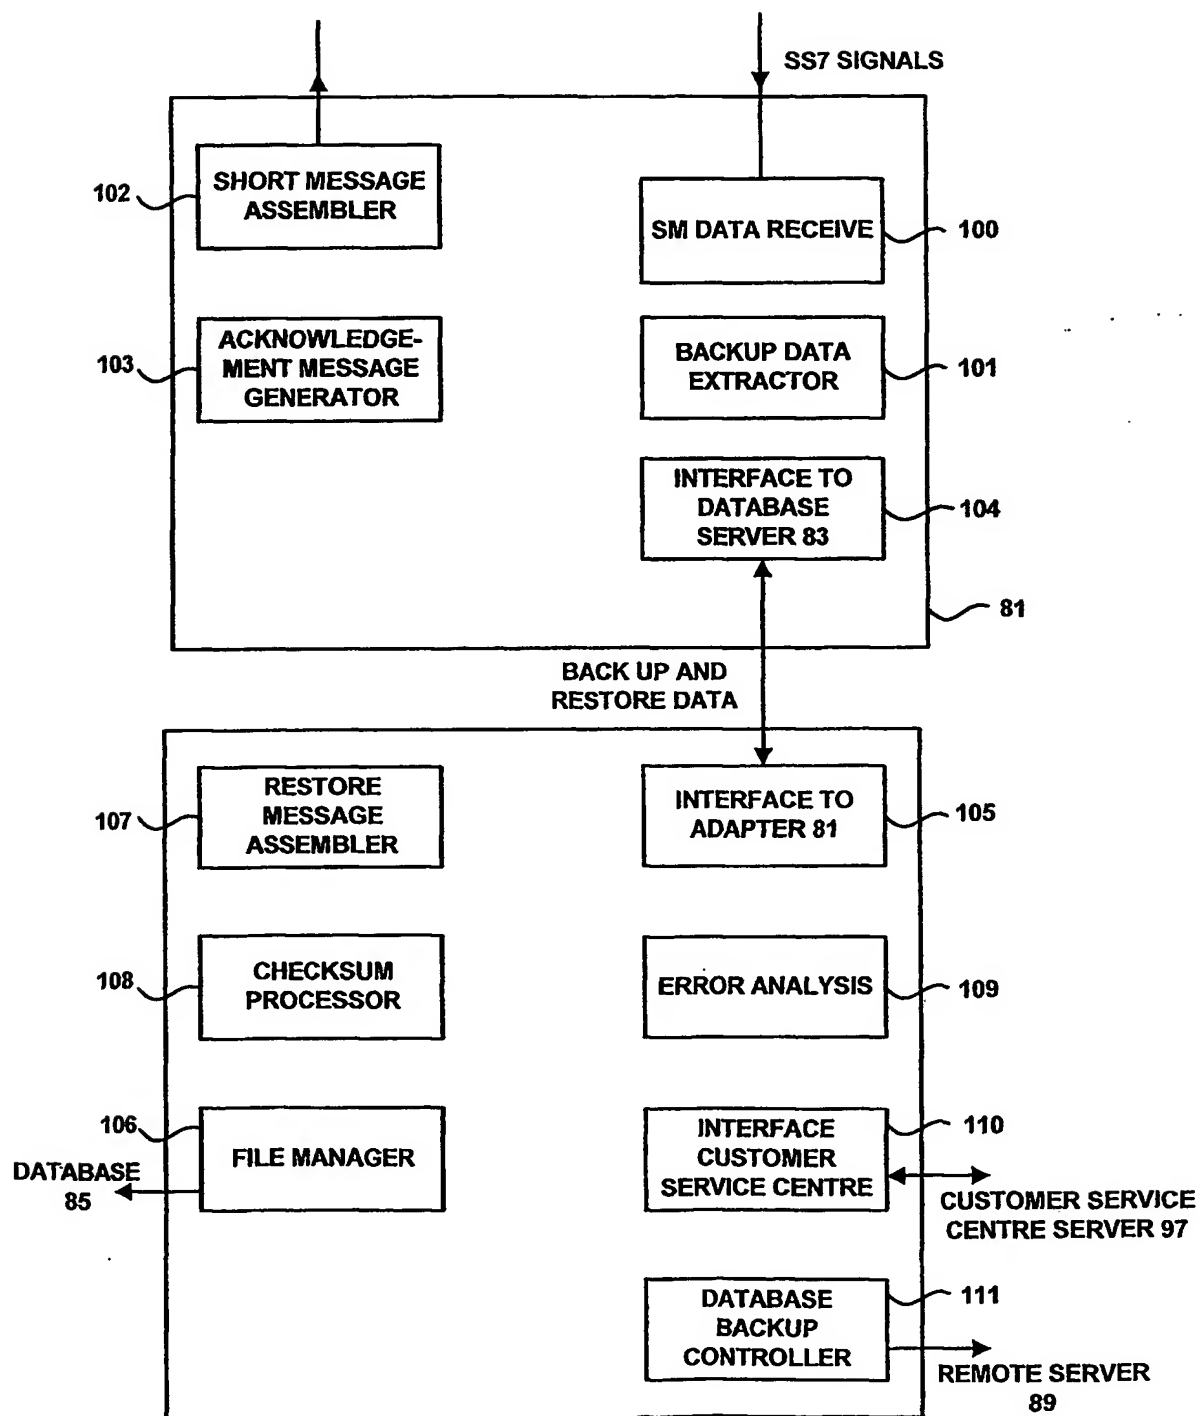 SS7 SIGNALS
102
SHORT MESSAGE
ASSEMBLER
SM DATA RECEIVE
100
103
ACKNOWLEDGE-
MENT MESSAGE
GENERATOR
BACKUP DATA
EXTRACTOR
101
INTERFACE TO
DATABASE
SERVER 83
104
81
BACK UP AND
RESTORE DATA
107
RESTORE
MESSAGE
ASSEMBLER
INTERFACE TO
ADAPTER 81
105
108
CHECKSUM
PROCESSOR
ERROR ANALYSIS
109
106
FILE MANAGER
DATABASE
85
INTERFACE
CUSTOMER
SERVICE CENTRE
110
CUSTOMER SERVICE
CENTRE SERVER 97
DATABASE
BACKUP
CONTROLLER
111
REMOTE SERVER
89